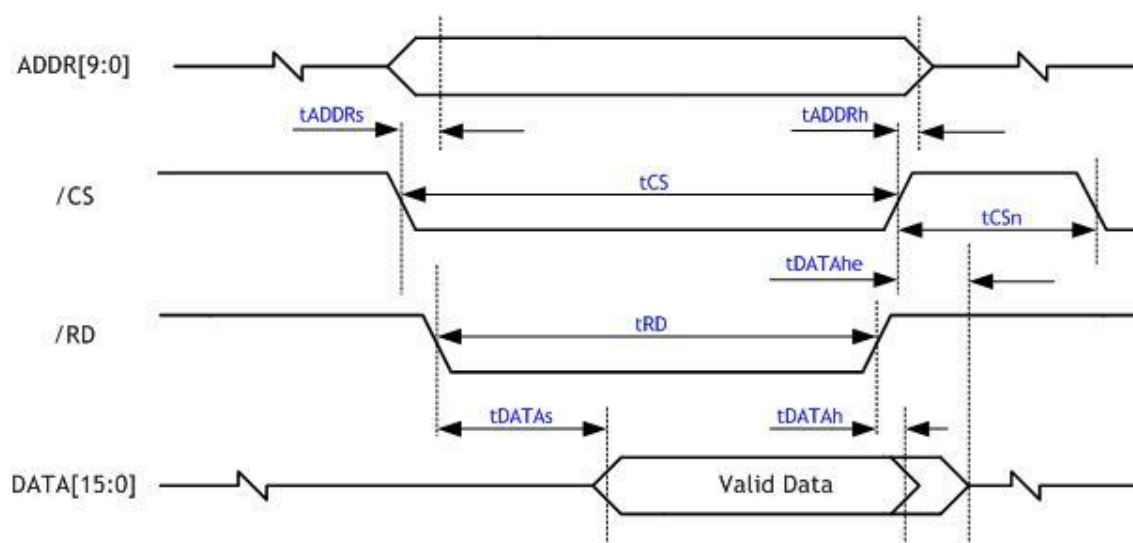 ADDR[9:0]
tADDRs
tADDRh
/CS
tCS
tCSn
tDATAhe
/RD
tRD
tDATAs
tDATAh
DATA[15:0]
Valid Data